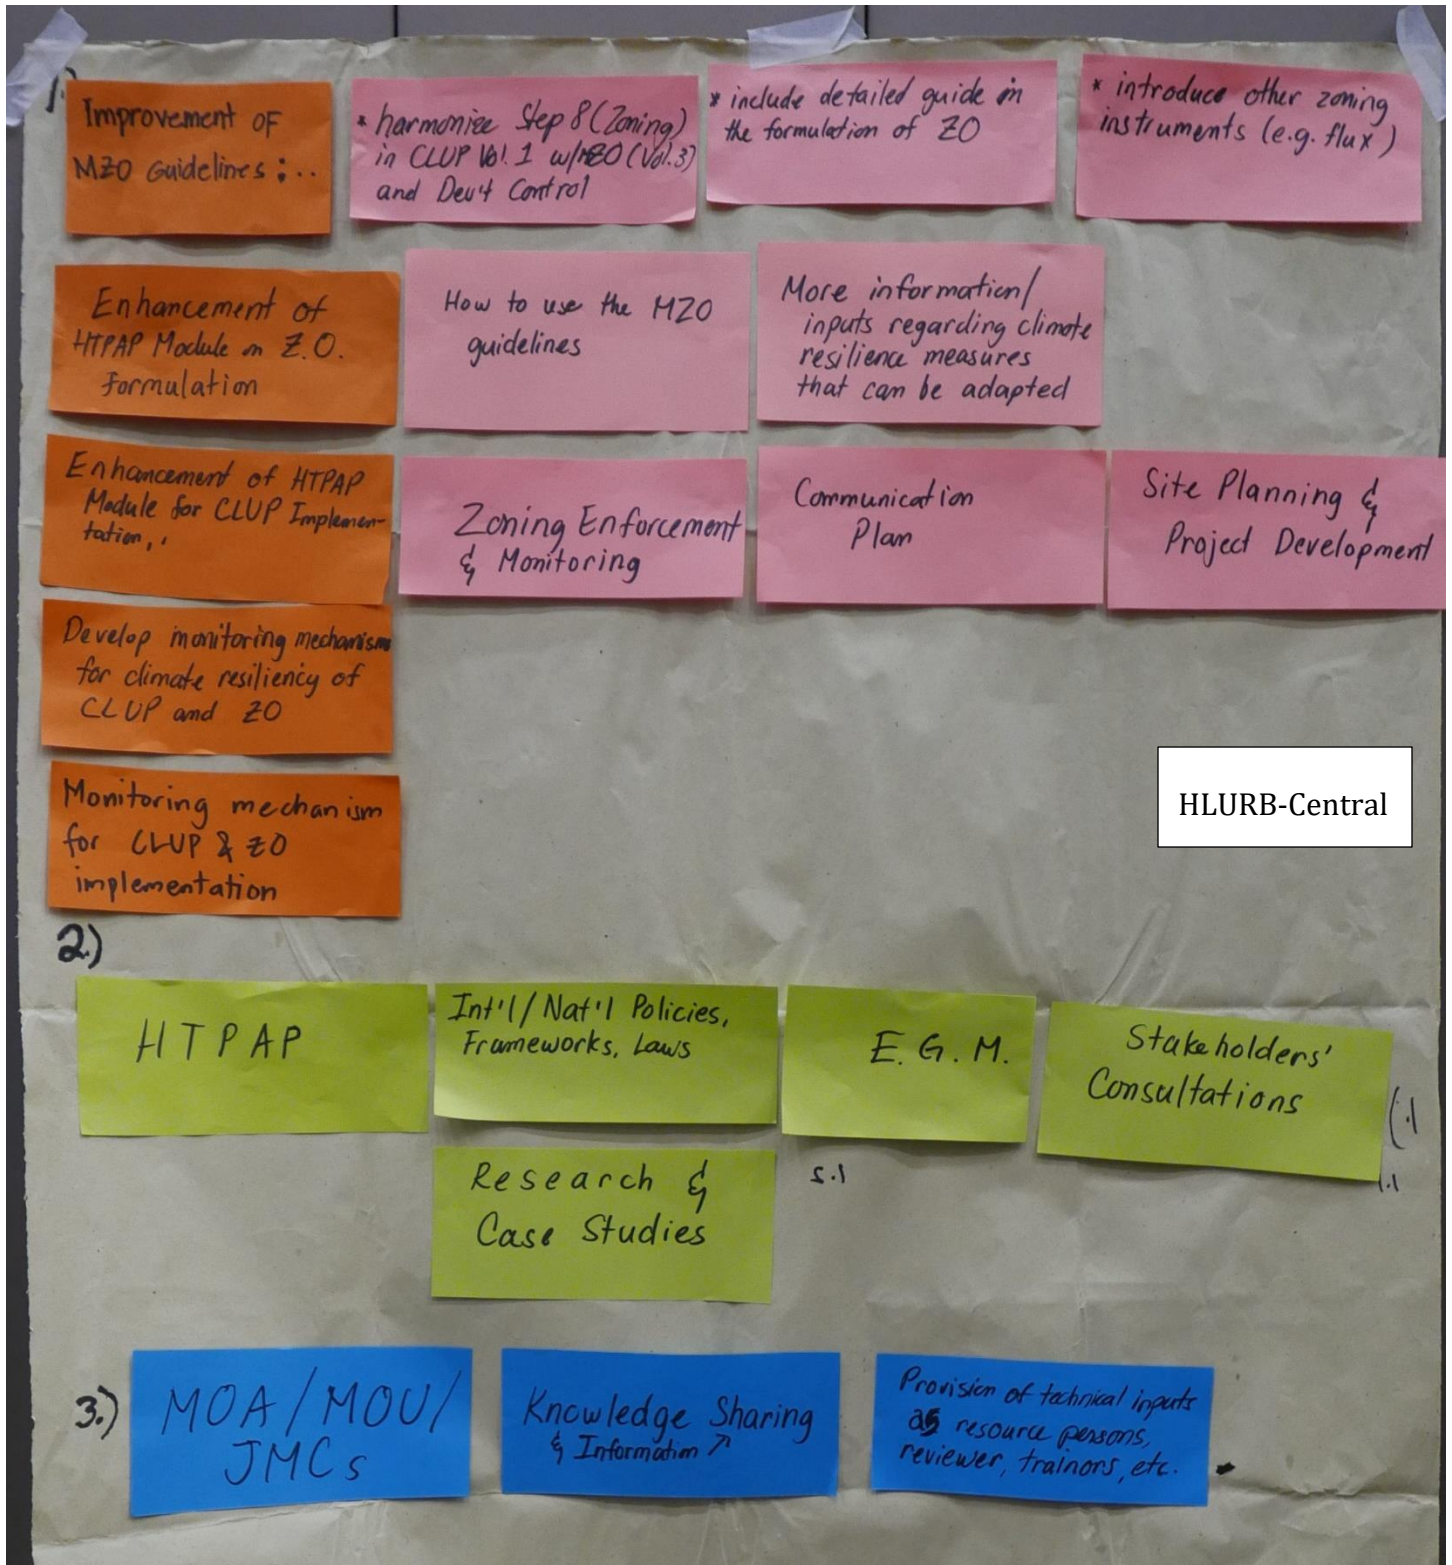 1.
Improvement OF
MZO Guidelines :..
* harmonize Step 8 (Zoning)
in CLUP Vol. 1 w/ ZO (Vol. 3)
and Dev't Control
* include detailed guide in
the formulation of ZO
* introduce other zoning
instruments (e.g. flux)
Enhancement of
HTPAP Module on Z.O.
formulation
How to use the MZO
guidelines
More information/
inputs regarding climate
resilience measures
that can be adapted
Enhancement of HTPAP
Module for CLUP Implemen-
tation,,
Zoning Enforcement
& Monitoring
Communication
Plan
Site Planning &
Project Development
Develop monitoring mechanism
for climate resiliency of
CLUP and ZO
Monitoring mechanism
for CLUP & ZO
implementation
HLURB-Central
2.)
HTPAP
Int'l/Nat'l Policies,
Frameworks, Laws
E.G.M.
Stakeholders'
Consultations
Research &
Case Studies
3.)
MOA/MOU/
JMCs
Knowledge Sharing
& Information ↗
Provision of technical inputs
as resource persons,
reviewer, trainors, etc.